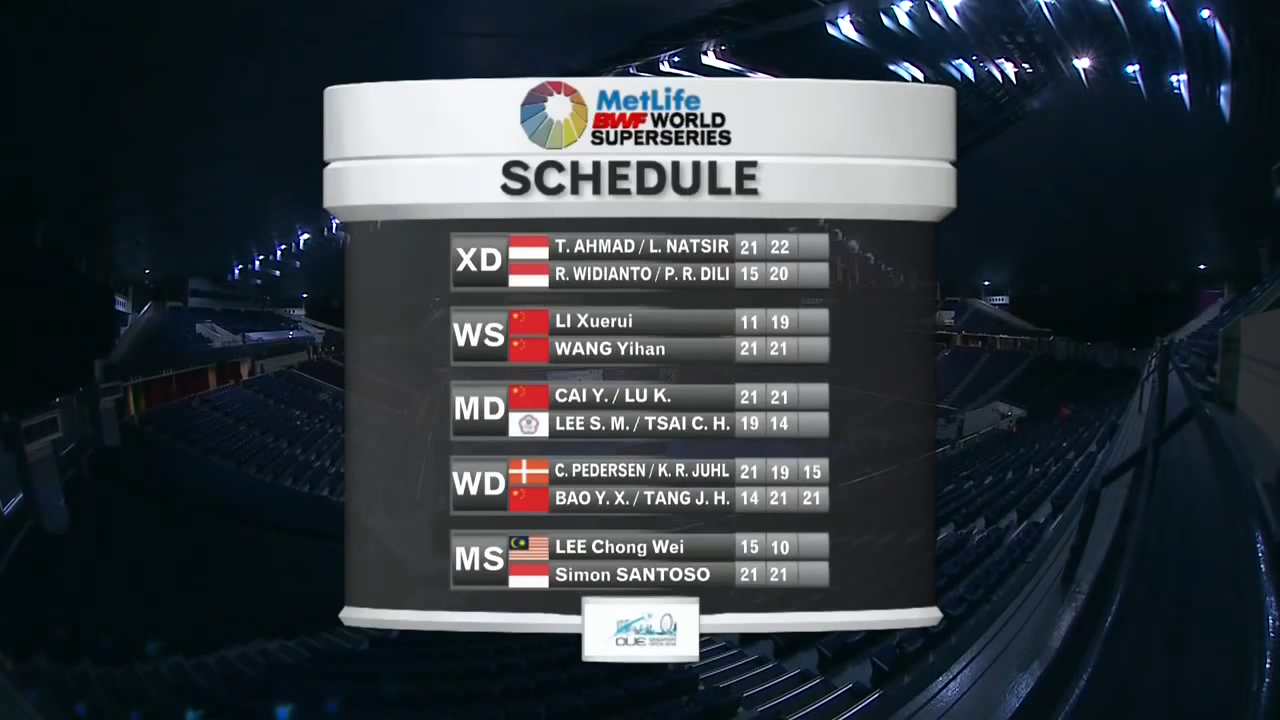 MetLife
BWF WORLD
SUPERSERIES
SCHEDULE
XD
T. AHMAD / L. NATSIR 21 22
R. WIDIANTO / P. R. DILI 15 20
WS
LI Xuerui 11 19
WANG Yihan 21 21
MD
CAI Y. / LU K. 21 21
LEE S. M. / TSAI C. H. 19 14
WD
C. PEDERSEN / K. R. JUHL 21 19 15
BAO Y. X. / TANG J. H. 14 21 21
MS
LEE Chong Wei 15 10
Simon SANTOSO 21 21
OUE